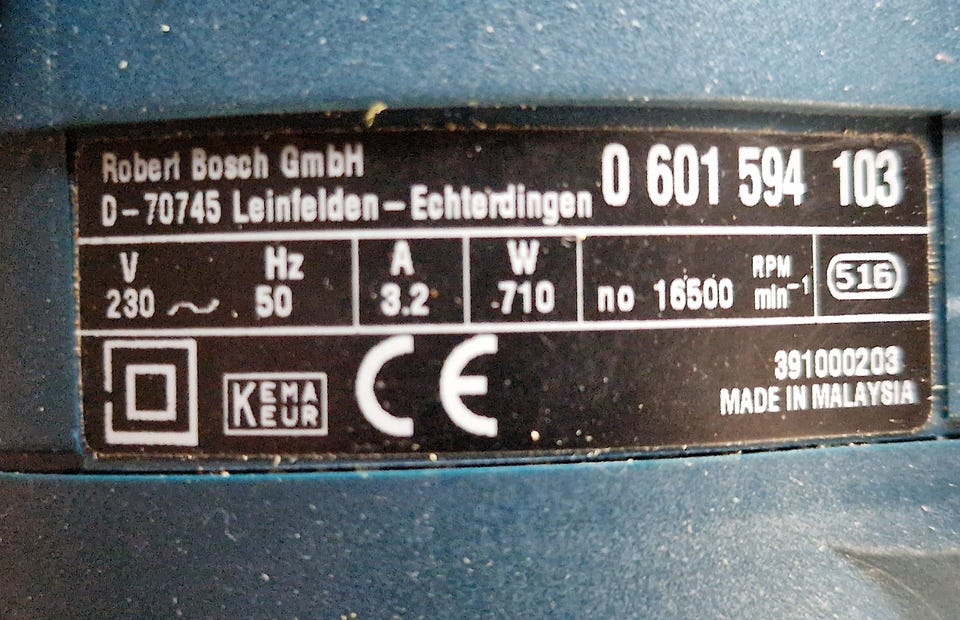 Robert Bosch GmbH
D-70745 Leinfelden-Echterdingen
0 601 594 103
V Hz A W
230 ~ 50 3.2 710 no 16500 RPM min⁻¹ 516
KEMA
KEUR
CE
391000203
MADE IN MALAYSIA